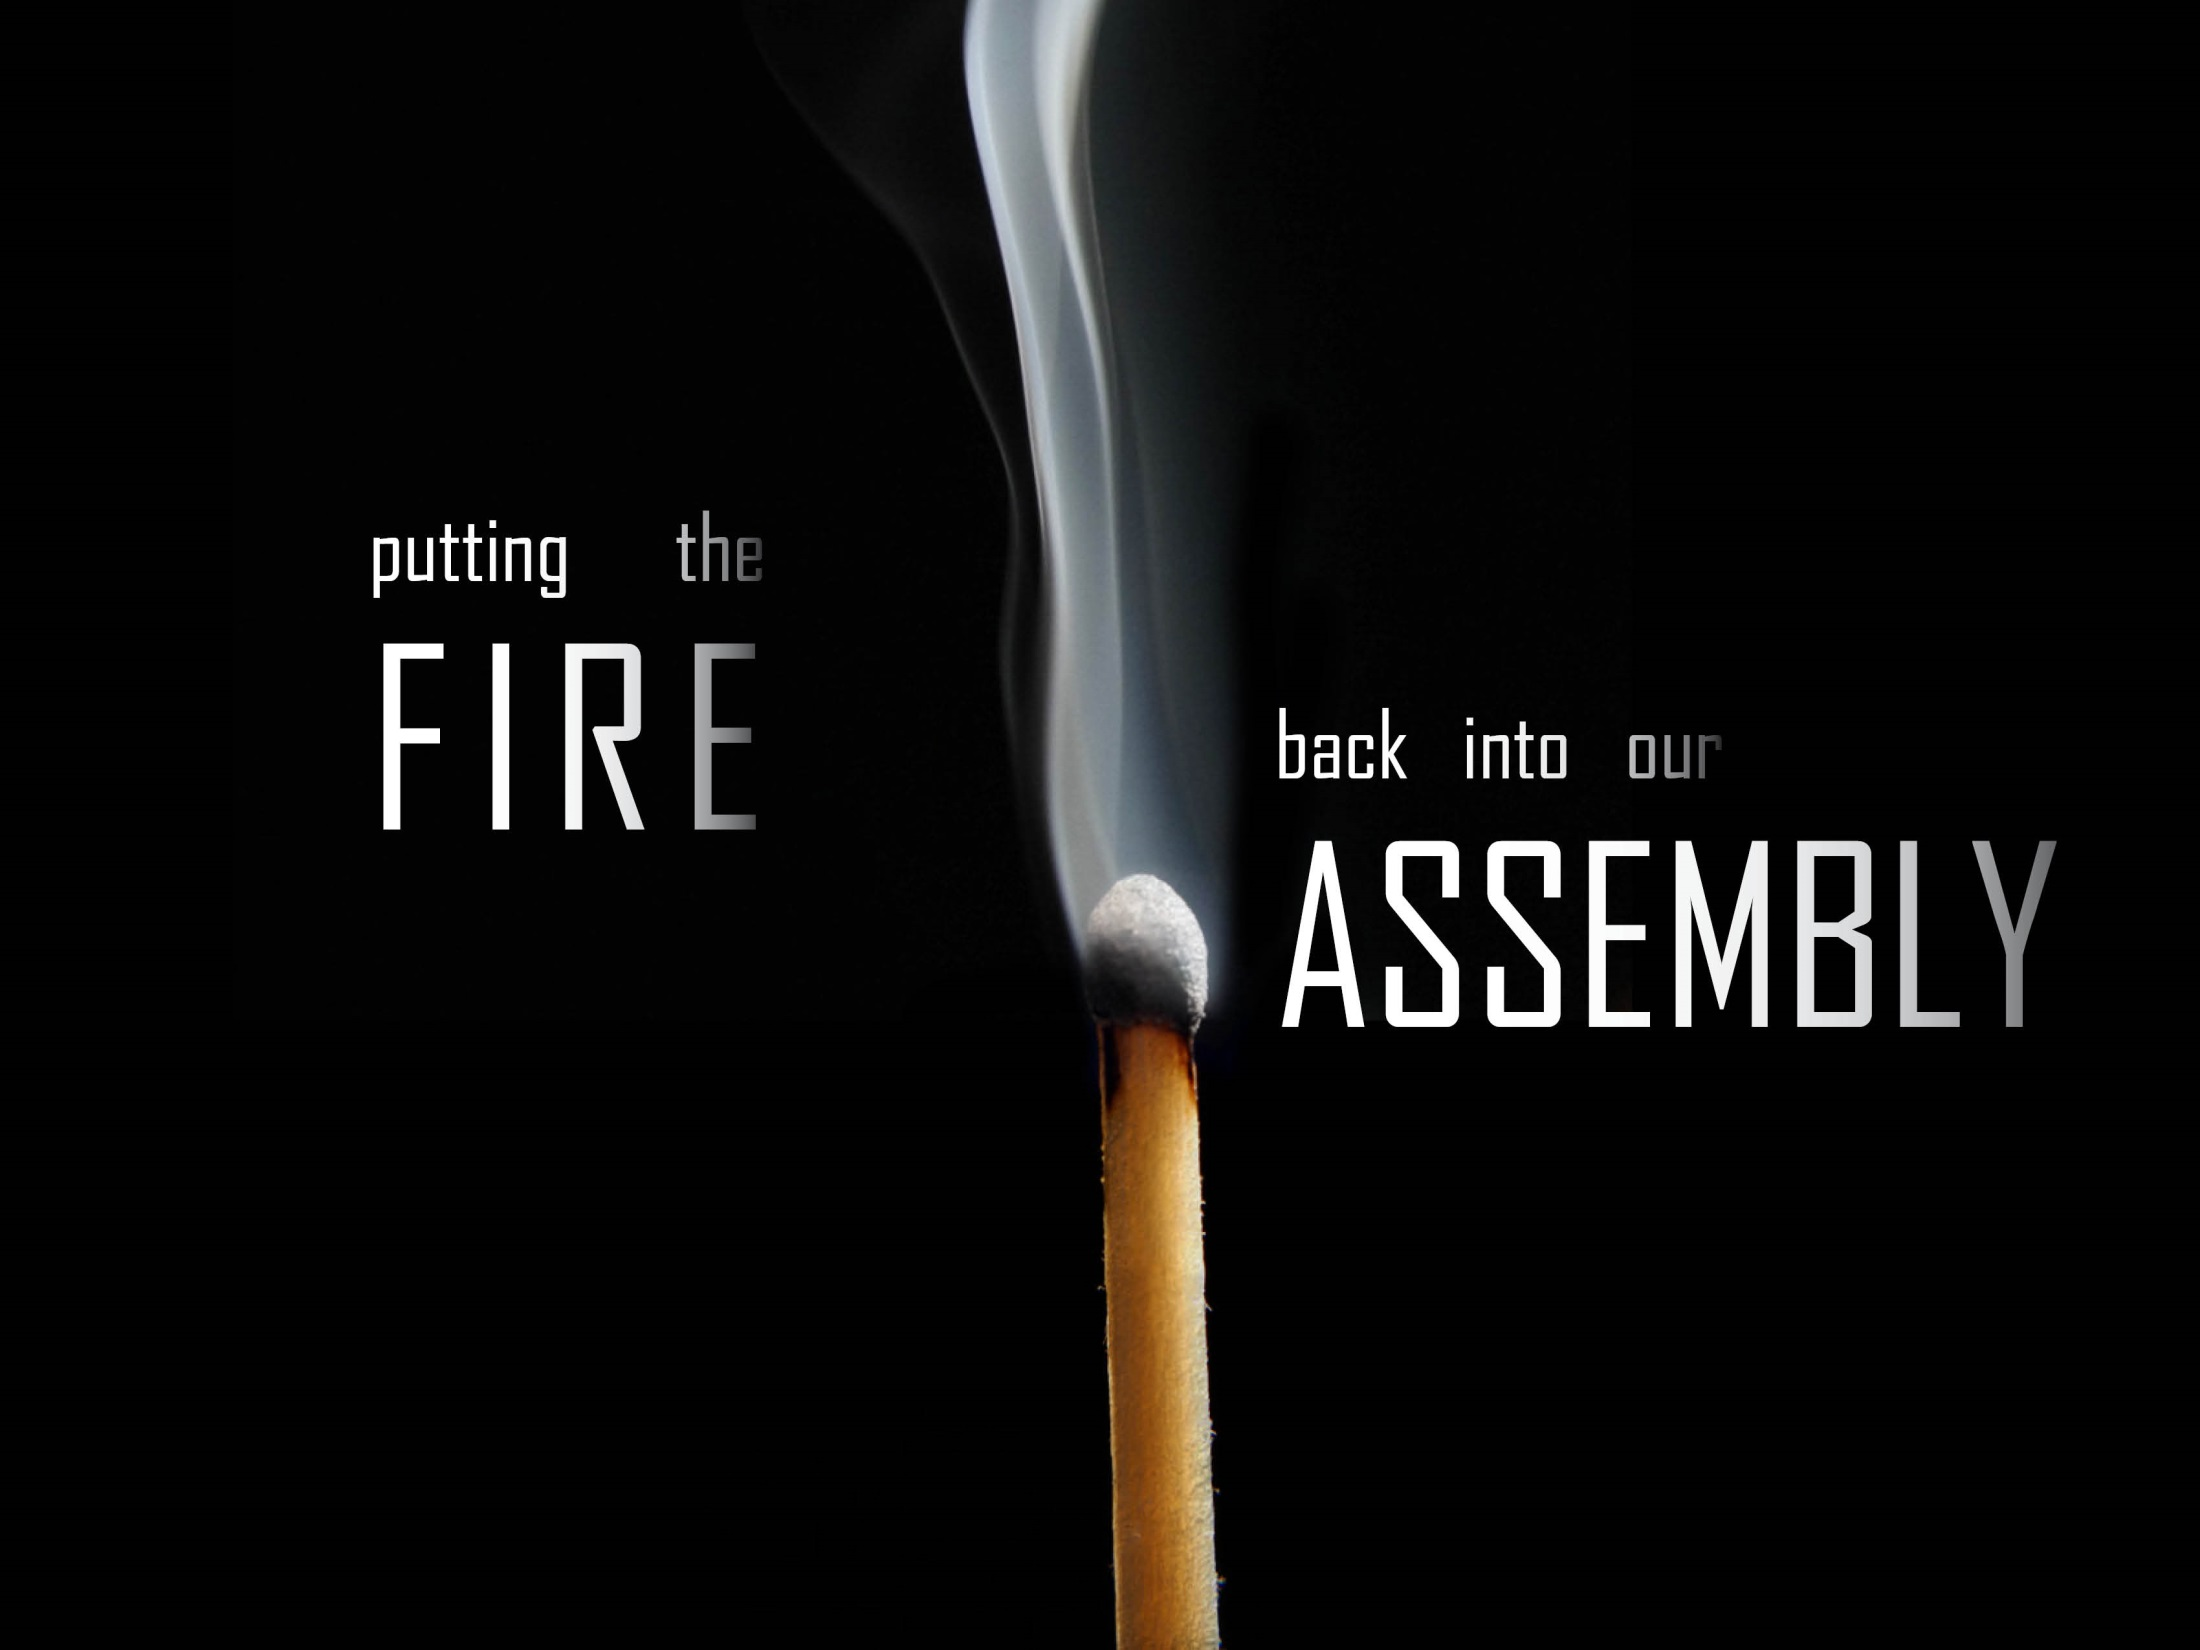 putting the
FIRE
back into our
ASSEMBLY